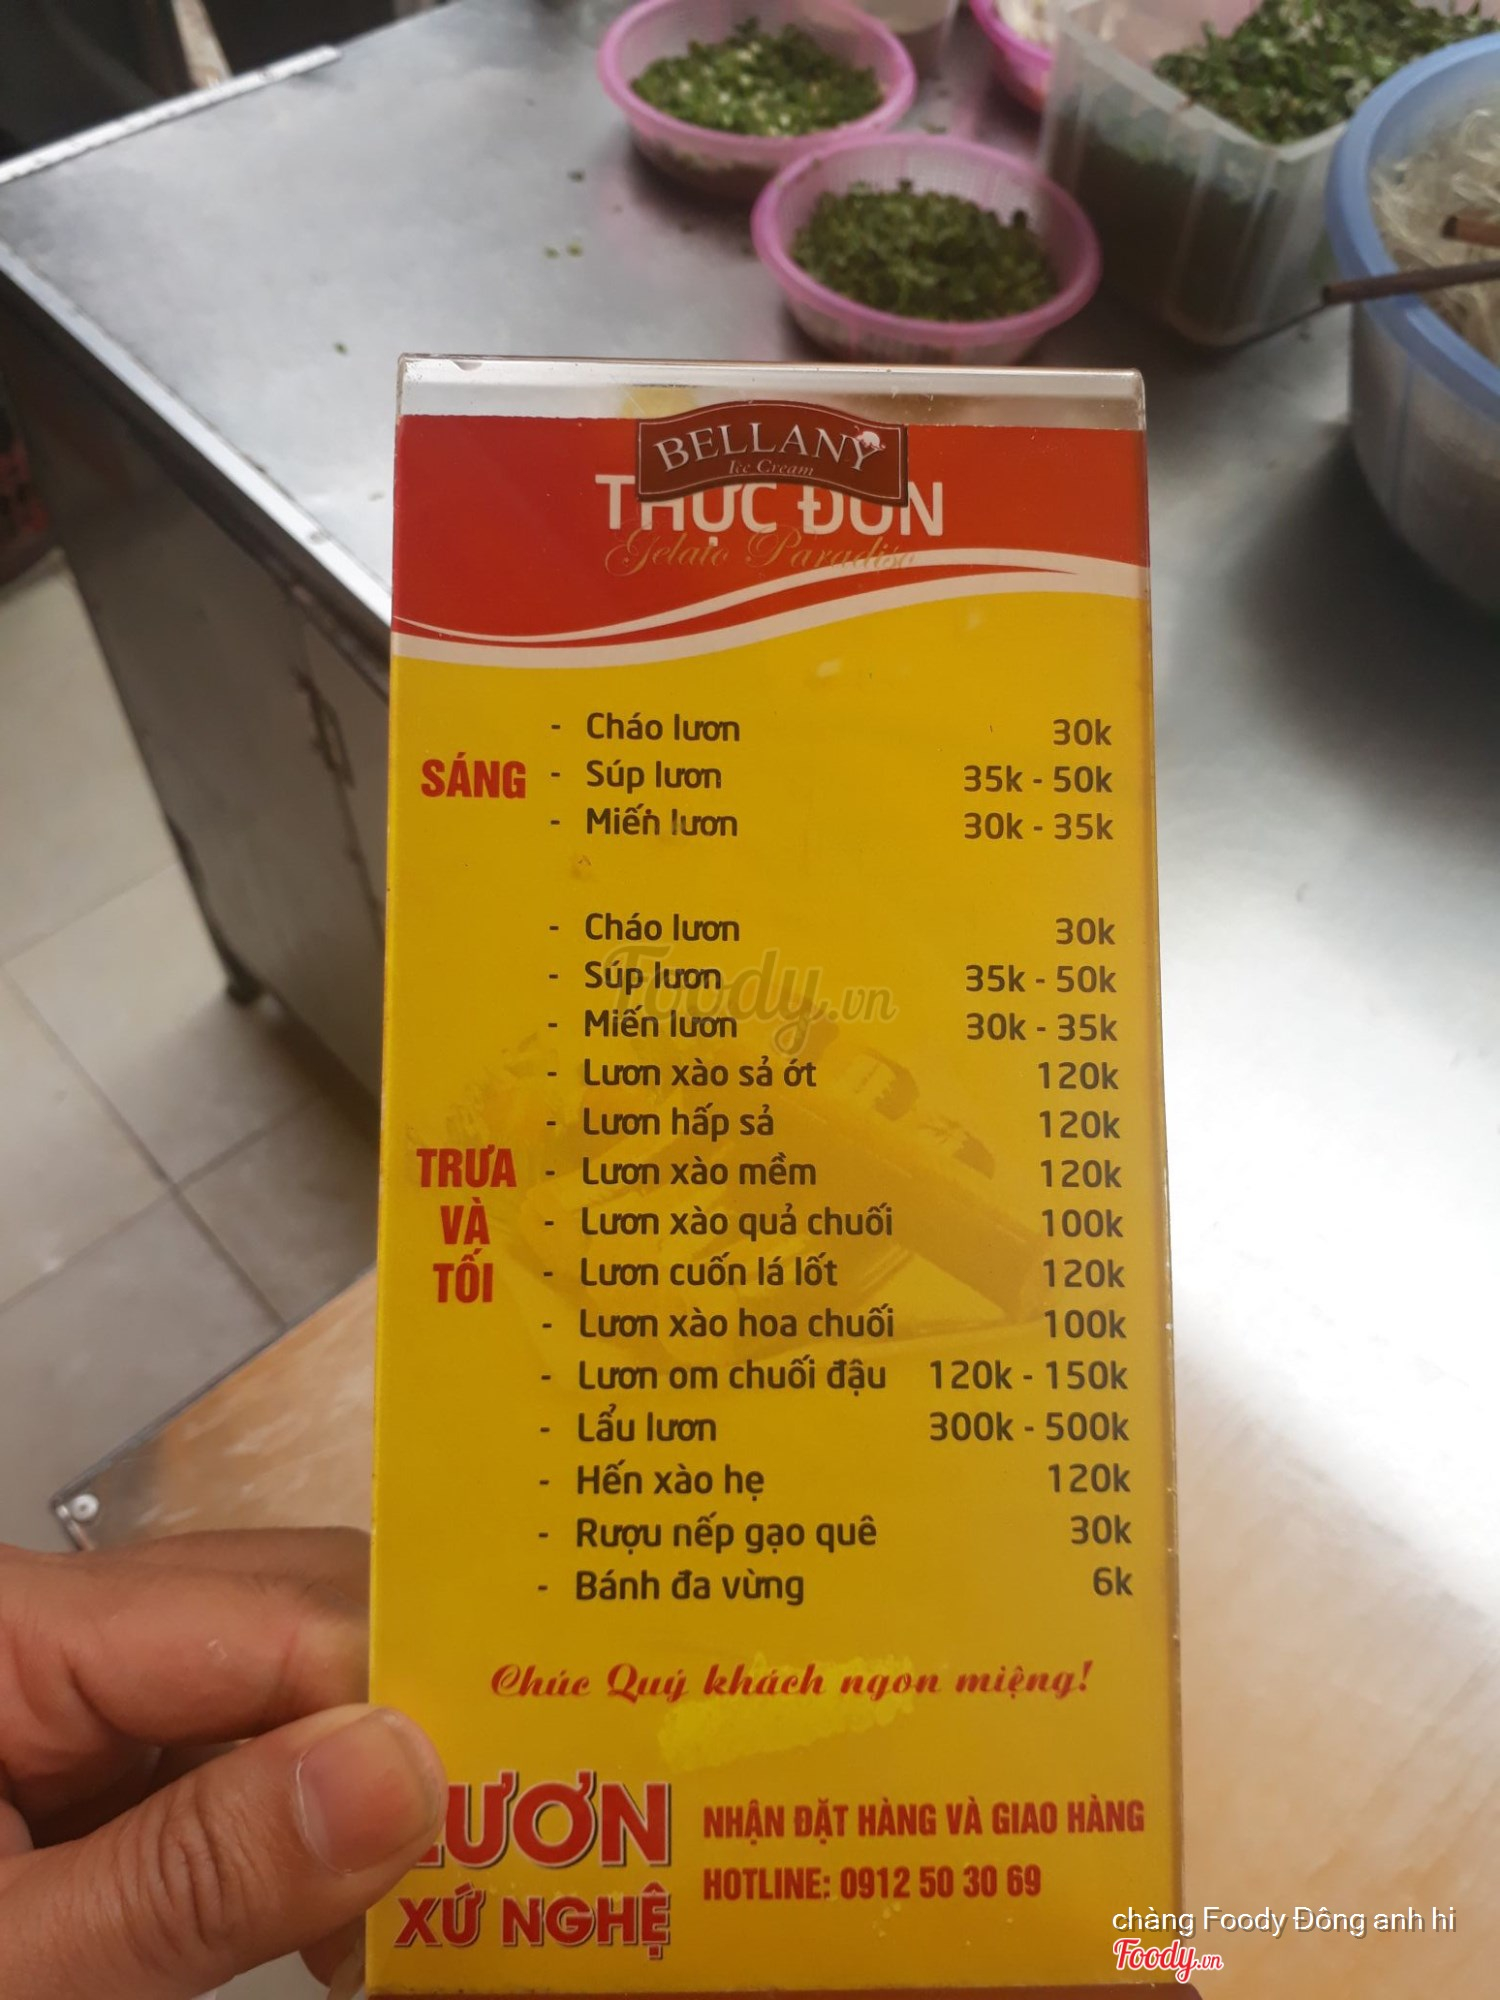 BELLANY
Ice Cream
THỰC ĐƠN
Gelato Paradiso
SÁNG
- Cháo lươn 30k
- Súp lươn 35k - 50k
- Miến lươn 30k - 35k
TRƯA VÀ TỐI
- Cháo lươn 30k
- Súp lươn 35k - 50k
- Miến lươn 30k - 35k
- Lươn xào sả ớt 120k
- Lươn hấp sả 120k
- Lươn xào mềm 120k
- Lươn xào quả chuối 100k
- Lươn cuốn lá lốt 120k
- Lươn xào hoa chuối 100k
- Lươn om chuối đậu 120k - 150k
- Lẩu lươn 300k - 500k
- Hến xào hẹ 120k
- Rượu nếp gạo quê 30k
- Bánh đa vừng 6k
Foody.vn
Chúc Quý khách ngon miệng!
LƯƠN
XỨ NGHỆ
NHẬN ĐẶT HÀNG VÀ GIAO HÀNG
HOTLINE: 0912 50 30 69
chàng Foody Đông anh hi
Foody.vn